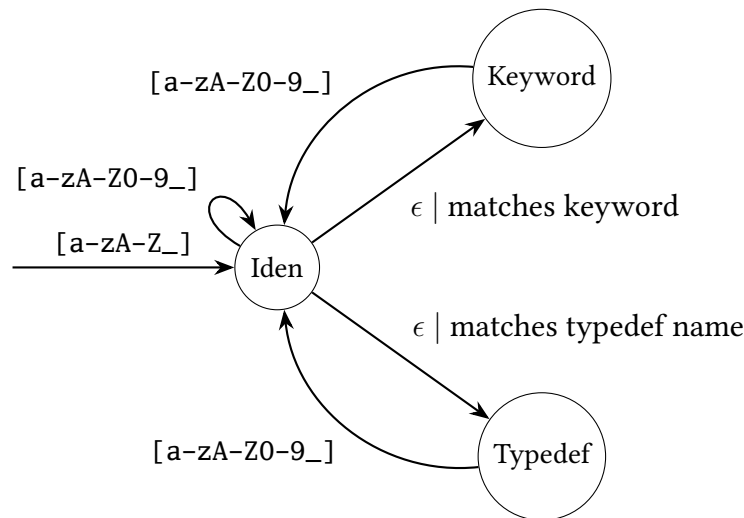 Keyword
[a-zA-Z0-9_]
[a-zA-Z0-9_]
ϵ | matches keyword
[a-zA-Z_]
Iden
ϵ | matches typedef name
[a-zA-Z0-9_]
Typedef